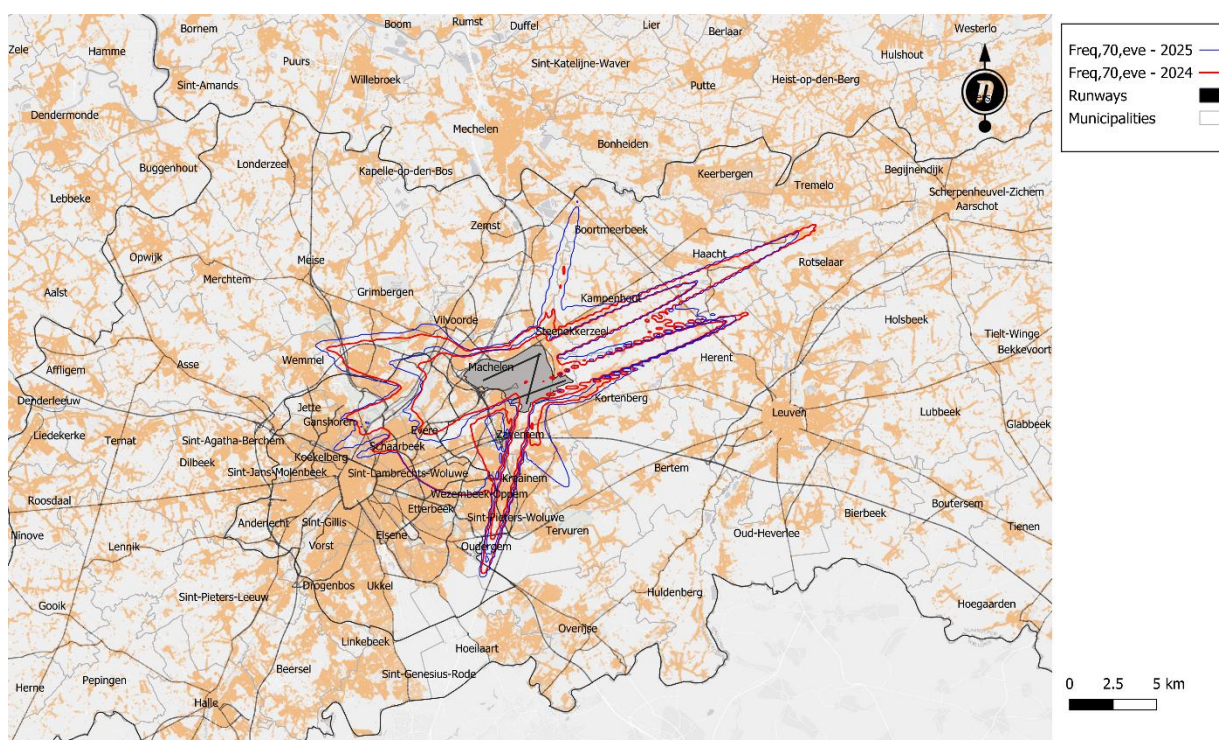 Bornem
Boom
Rumst
Duffel
Lier
Berlaar
Westerlo
Zele
Hamme
Puurs
Hulshout
Sint-Amands
Willebroek
Sint-Katelijne-Waver
Putte
Heist-op-den-Berg
Dendermonde
Mechelen
Bonheiden
Buggenhout
Londerzeel
Kapelle-op-den-Bos
Keerbergen
Tremelo
Begijnendijk
Scherpenheuvel-Zichem
Aarschot
Lebbeke
Zemst
Boortmeerbeek
Opwijk
Meise
Haacht
Rotselaar
Merchtem
Aalst
Grimbergen
Kampenhout
Vilvoorde
Steenokkerzeel
Holsbeek
Tielt-Winge
Bekkevoort
Wemmel
Asse
Machelen
Herent
Affligem
Denderleeuw
Jette
Ganshoren
Kortenberg
Leuven
Lubbeek
Glabbeek
Liedekerke
Ternat
Sint-Agatha-Berchem
Evere
Zaventem
Schaarbeek
Koekelberg
Dilbeek
Sint-Jans-Molenbeek
Sint-Lambrechts-Woluwe
Kraainem
Bertem
Roosdaal
Wezembeek-Oppem
Etterbeek
Boutersem
Bierbeek
Anderlecht
Sint-Gillis
Sint-Pieters-Woluwe
Tervuren
Tienen
Ninove
Lennik
Vorst
Elsene
Oudergem
Oud-Heverlee
Drogenbos
Ukkel
Sint-Pieters-Leeuw
Huldenberg
Gooik
Hoegaarden
Linkebeek
Overijse
Hoeilaart
Beersel
Sint-Genesius-Rode
Pepingen
Herne
Halle
Freq,70,eve - 2025
Freq,70,eve - 2024
Runways
Municipalities
0 2.5 5 km